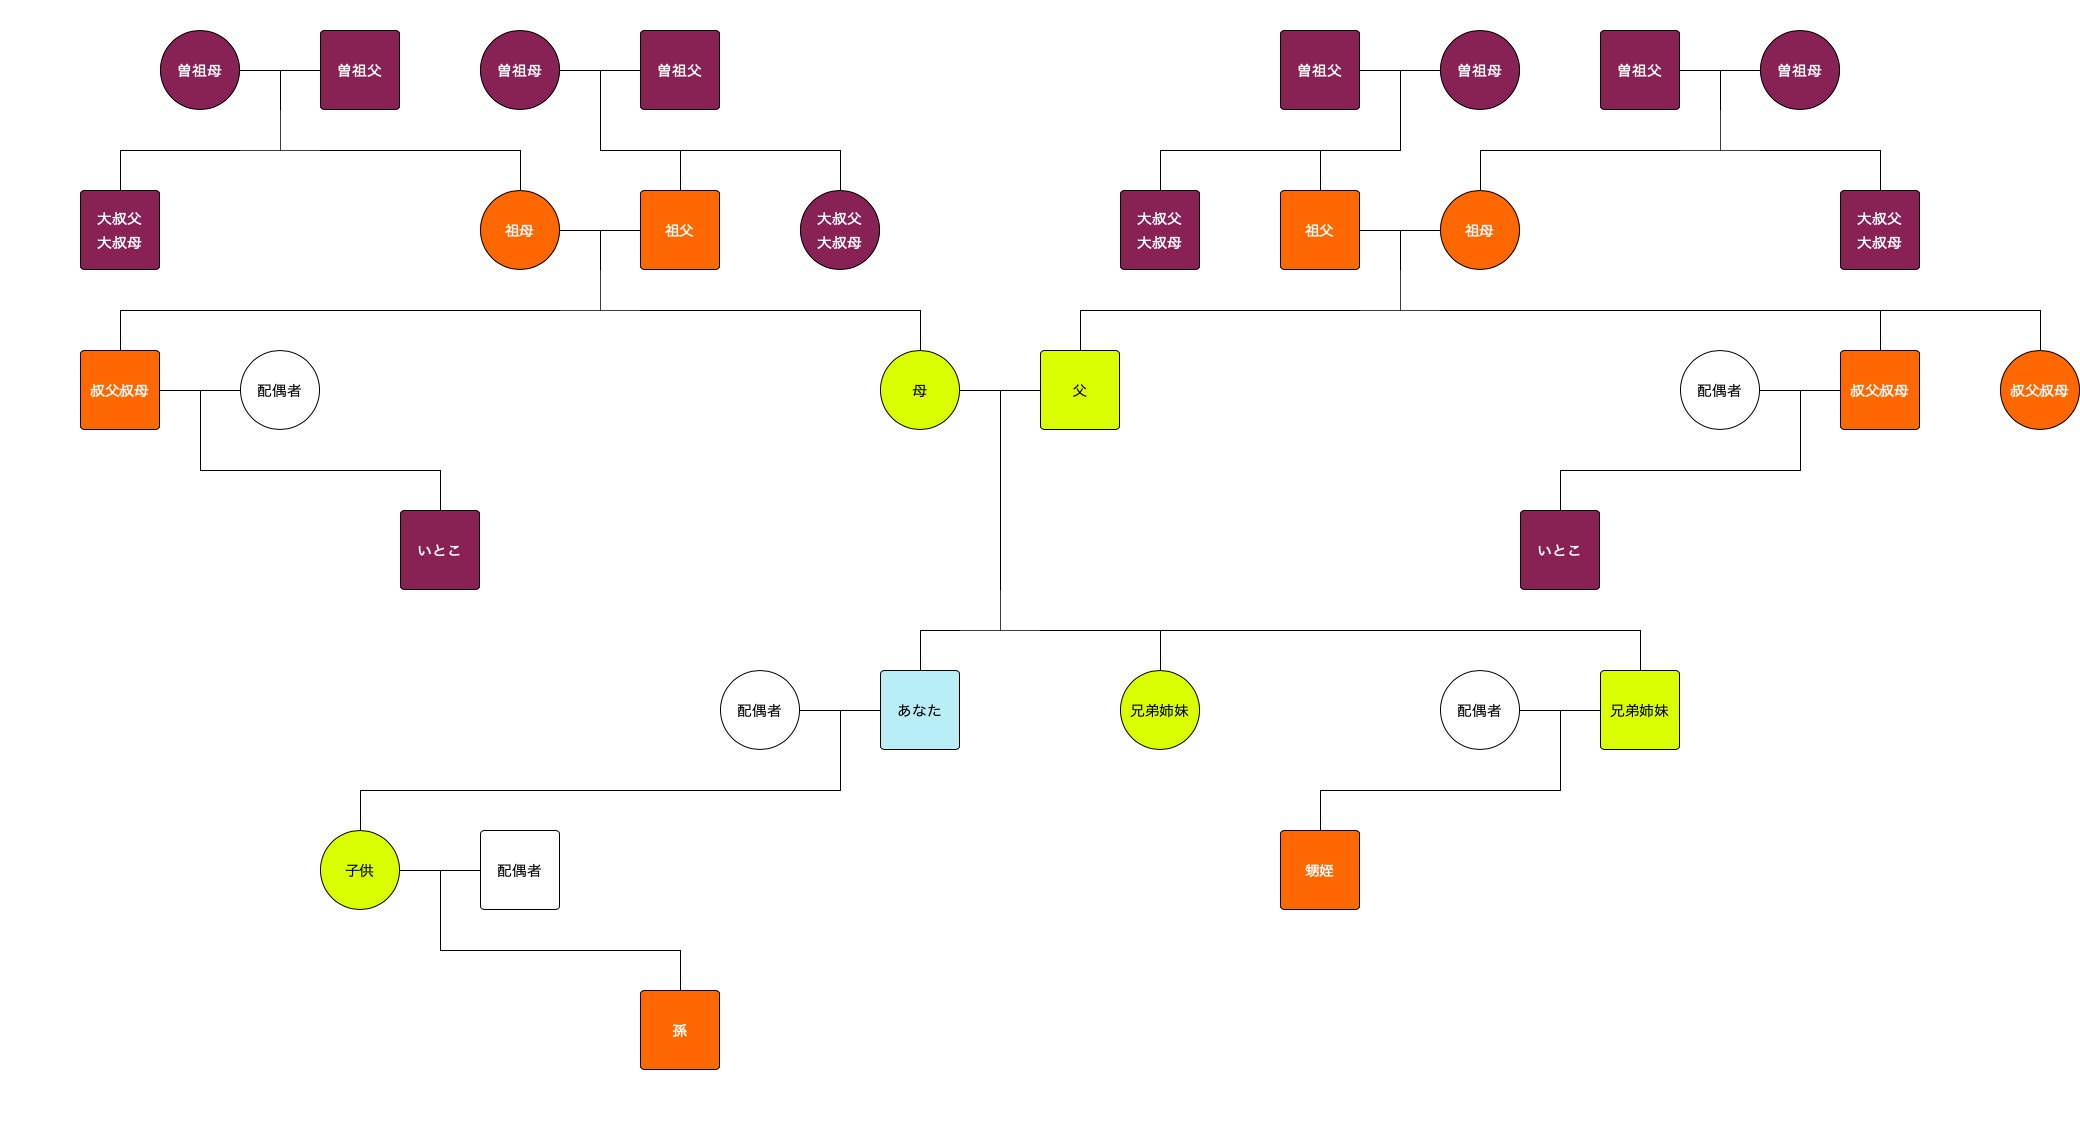 曽祖母
曽祖父
曽祖母
曽祖父
曽祖父
曽祖母
曽祖父
曽祖母
大叔父
大叔母
祖母
祖父
大叔父
大叔母
大叔父
大叔母
祖父
祖母
大叔父
大叔母
叔父叔母
配偶者
母
父
配偶者
叔父叔母
叔父叔母
いとこ
いとこ
配偶者
あなた
兄弟姉妹
配偶者
兄弟姉妹
子供
配偶者
甥姪
孫